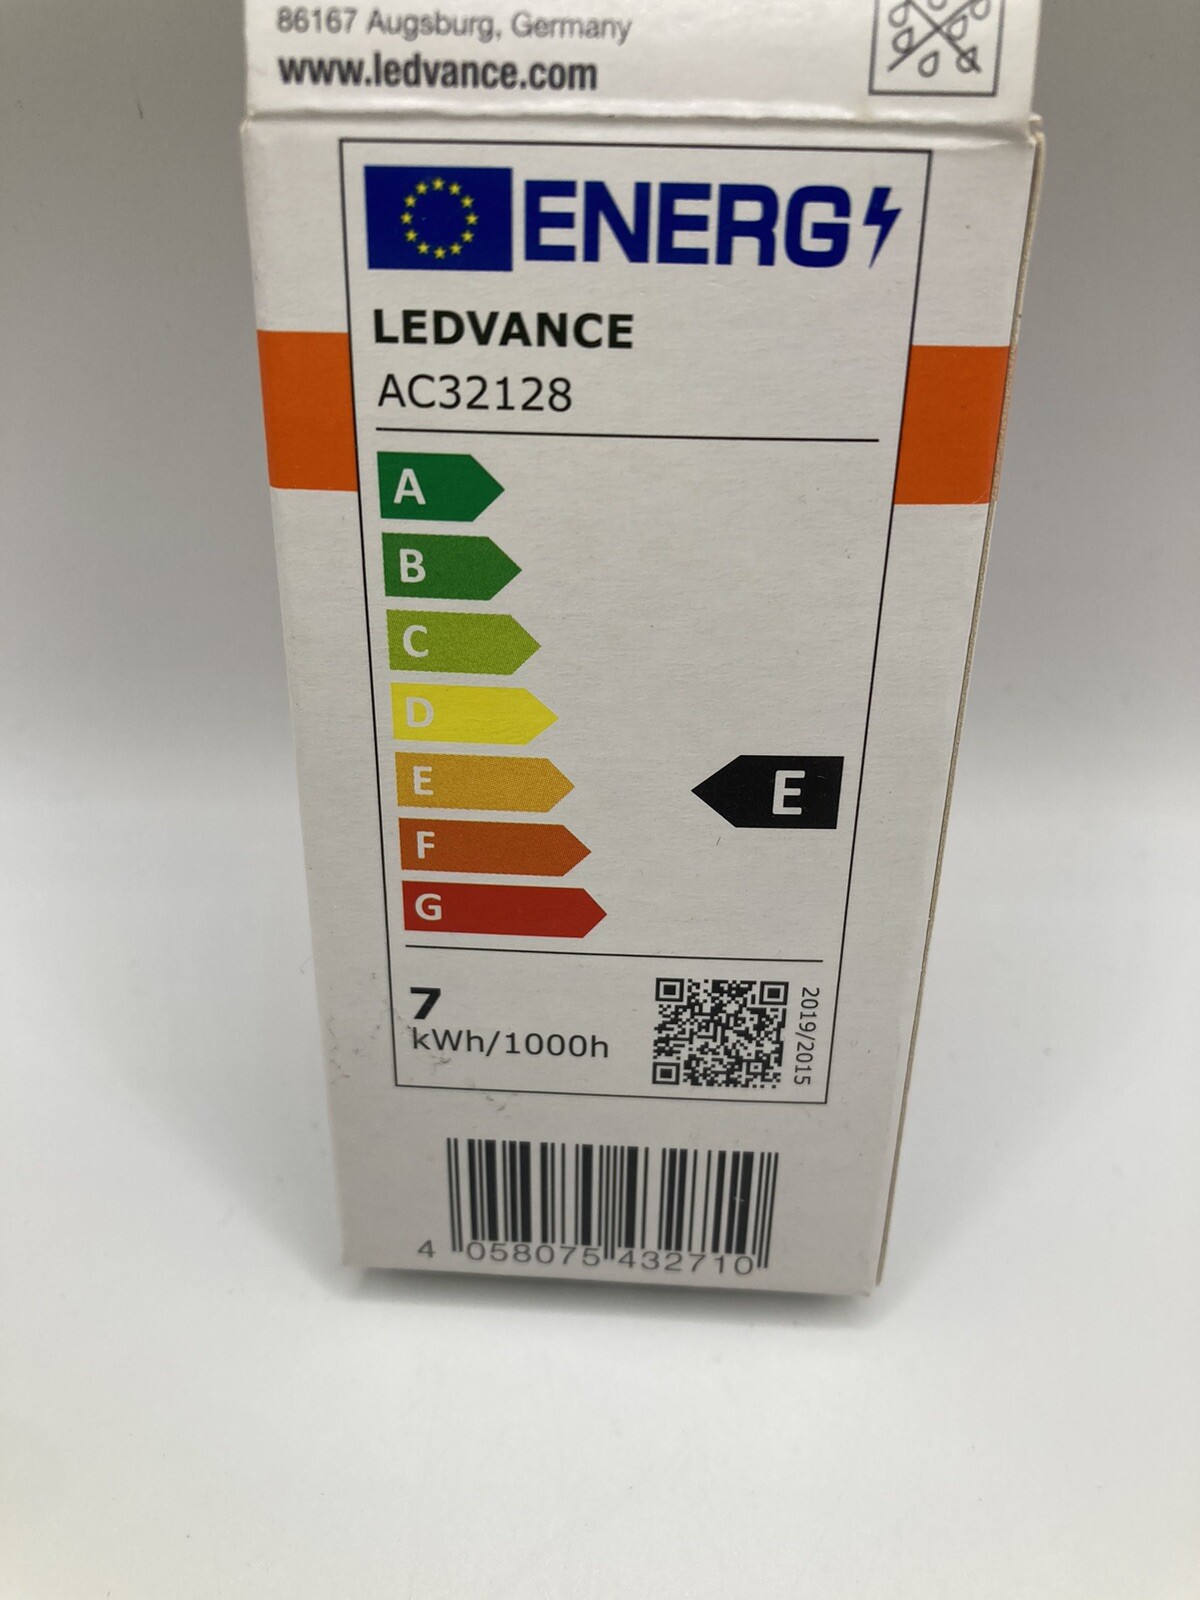 86167 Augsburg, Germany
www.ledvance.com
ENERG
LEDVANCE
AC32128
A
B
C
D
E
E
F
G
7
kWh/1000h
2019/2015
4 058075 432710